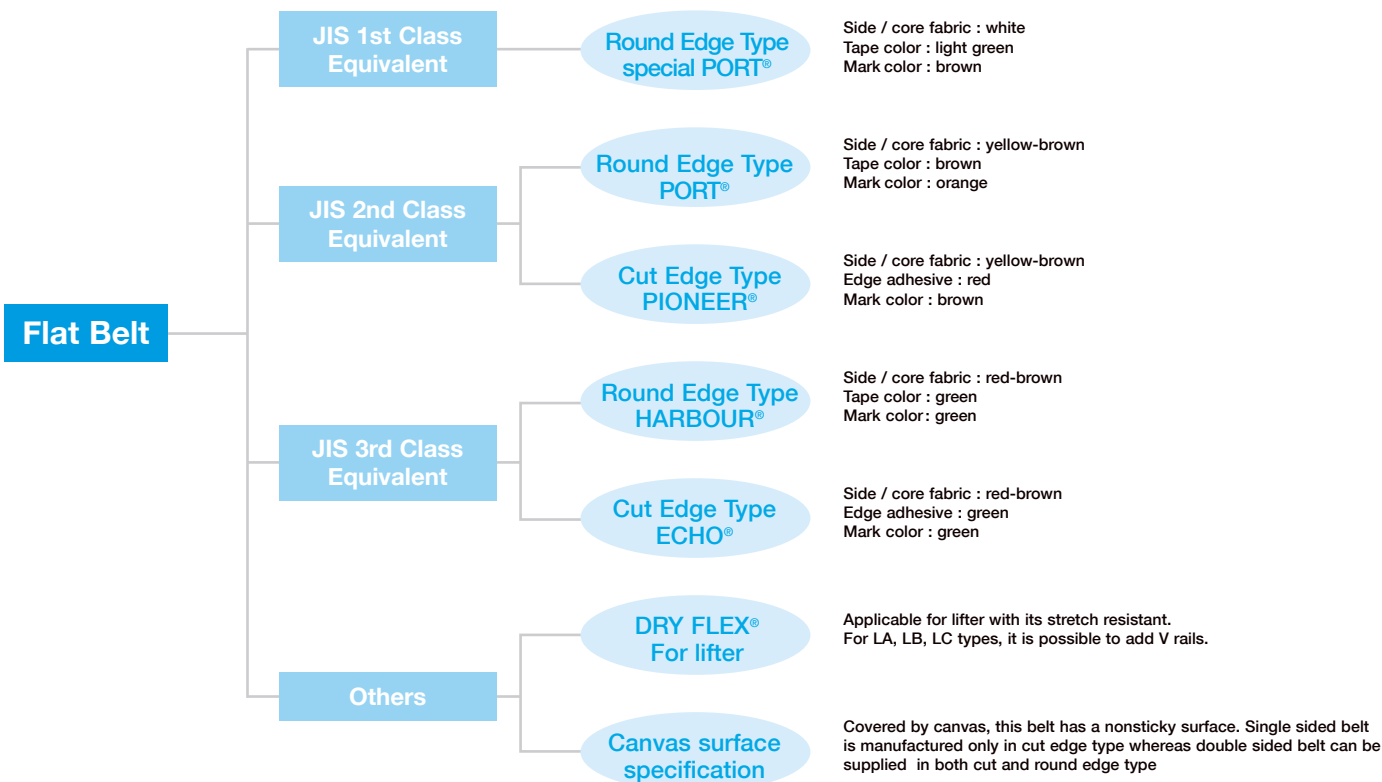 Flat Belt
JIS 1st Class
Equivalent
Round Edge Type
special PORT®
Side / core fabric : white
Tape color : light green
Mark color : brown
JIS 2nd Class
Equivalent
Round Edge Type
PORT®
Side / core fabric : yellow-brown
Tape color : brown
Mark color : orange
Cut Edge Type
PIONEER®
Side / core fabric : yellow-brown
Edge adhesive : red
Mark color : brown
JIS 3rd Class
Equivalent
Round Edge Type
HARBOUR®
Side / core fabric : red-brown
Tape color : green
Mark color : green
Cut Edge Type
ECHO®
Side / core fabric : red-brown
Edge adhesive : green
Mark color : green
Others
DRY FLEX®
For lifter
Applicable for lifter with its stretch resistant.
For LA, LB, LC types, it is possible to add V rails.
Canvas surface
specification
Covered by canvas, this belt has a nonsticky surface. Single sided belt
is manufactured only in cut edge type whereas double sided belt can be
supplied in both cut and round edge type